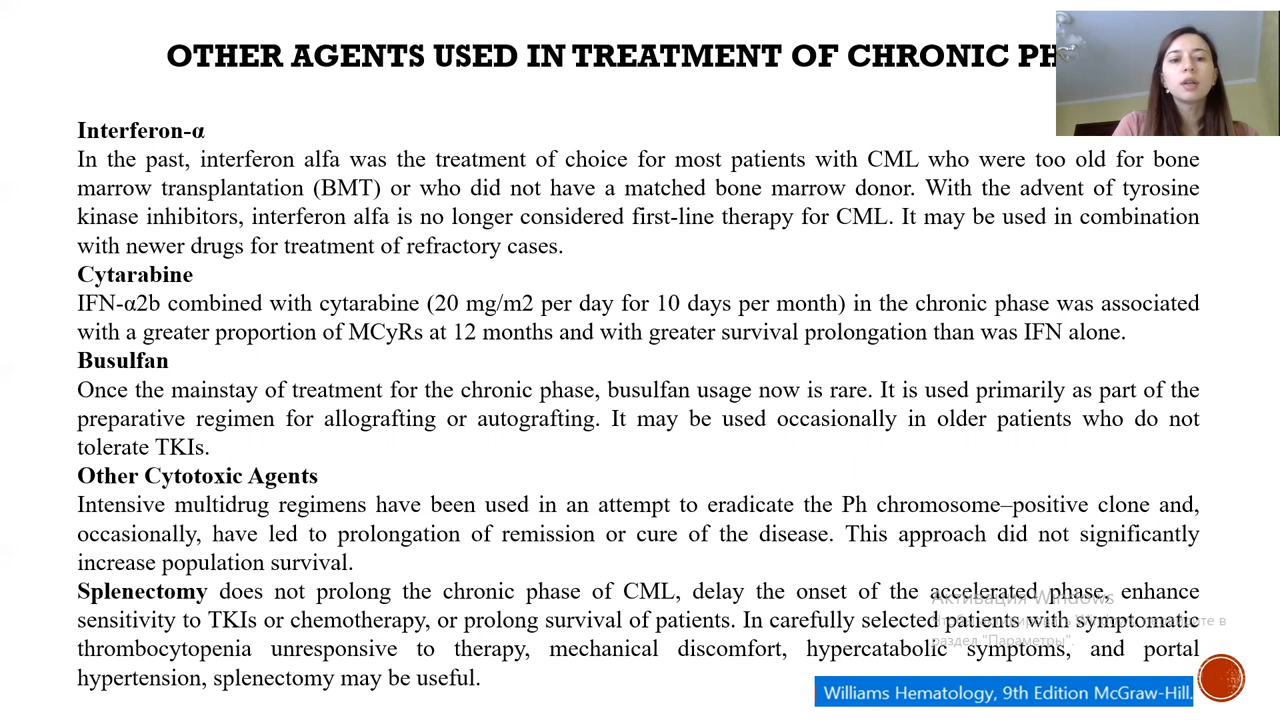 OTHER AGENTS USED IN TREATMENT OF CHRONIC PH
Interferon-α
In the past, interferon alfa was the treatment of choice for most patients with CML who were too old for bone
marrow transplantation (BMT) or who did not have a matched bone marrow donor. With the advent of tyrosine
kinase inhibitors, interferon alfa is no longer considered first-line therapy for CML. It may be used in combination
with newer drugs for treatment of refractory cases.
Cytarabine
IFN-α2b combined with cytarabine (20 mg/m2 per day for 10 days per month) in the chronic phase was associated
with a greater proportion of MCyRs at 12 months and with greater survival prolongation than was IFN alone.
Busulfan
Once the mainstay of treatment for the chronic phase, busulfan usage now is rare. It is used primarily as part of the
preparative regimen for allografting or autografting. It may be used occasionally in older patients who do not
tolerate TKIs.
Other Cytotoxic Agents
Intensive multidrug regimens have been used in an attempt to eradicate the Ph chromosome–positive clone and,
occasionally, have led to prolongation of remission or cure of the disease. This approach did not significantly
increase population survival.
Splenectomy does not prolong the chronic phase of CML, delay the onset of the accelerated phase, enhance
sensitivity to TKIs or chemotherapy, or prolong survival of patients. In carefully selected patients with symptomatic
thrombocytopenia unresponsive to therapy, mechanical discomfort, hypercatabolic symptoms, and portal
hypertension, splenectomy may be useful.
Активация Windows
в
раздел "Параметры".
Williams Hematology, 9th Edition McGraw-Hill.